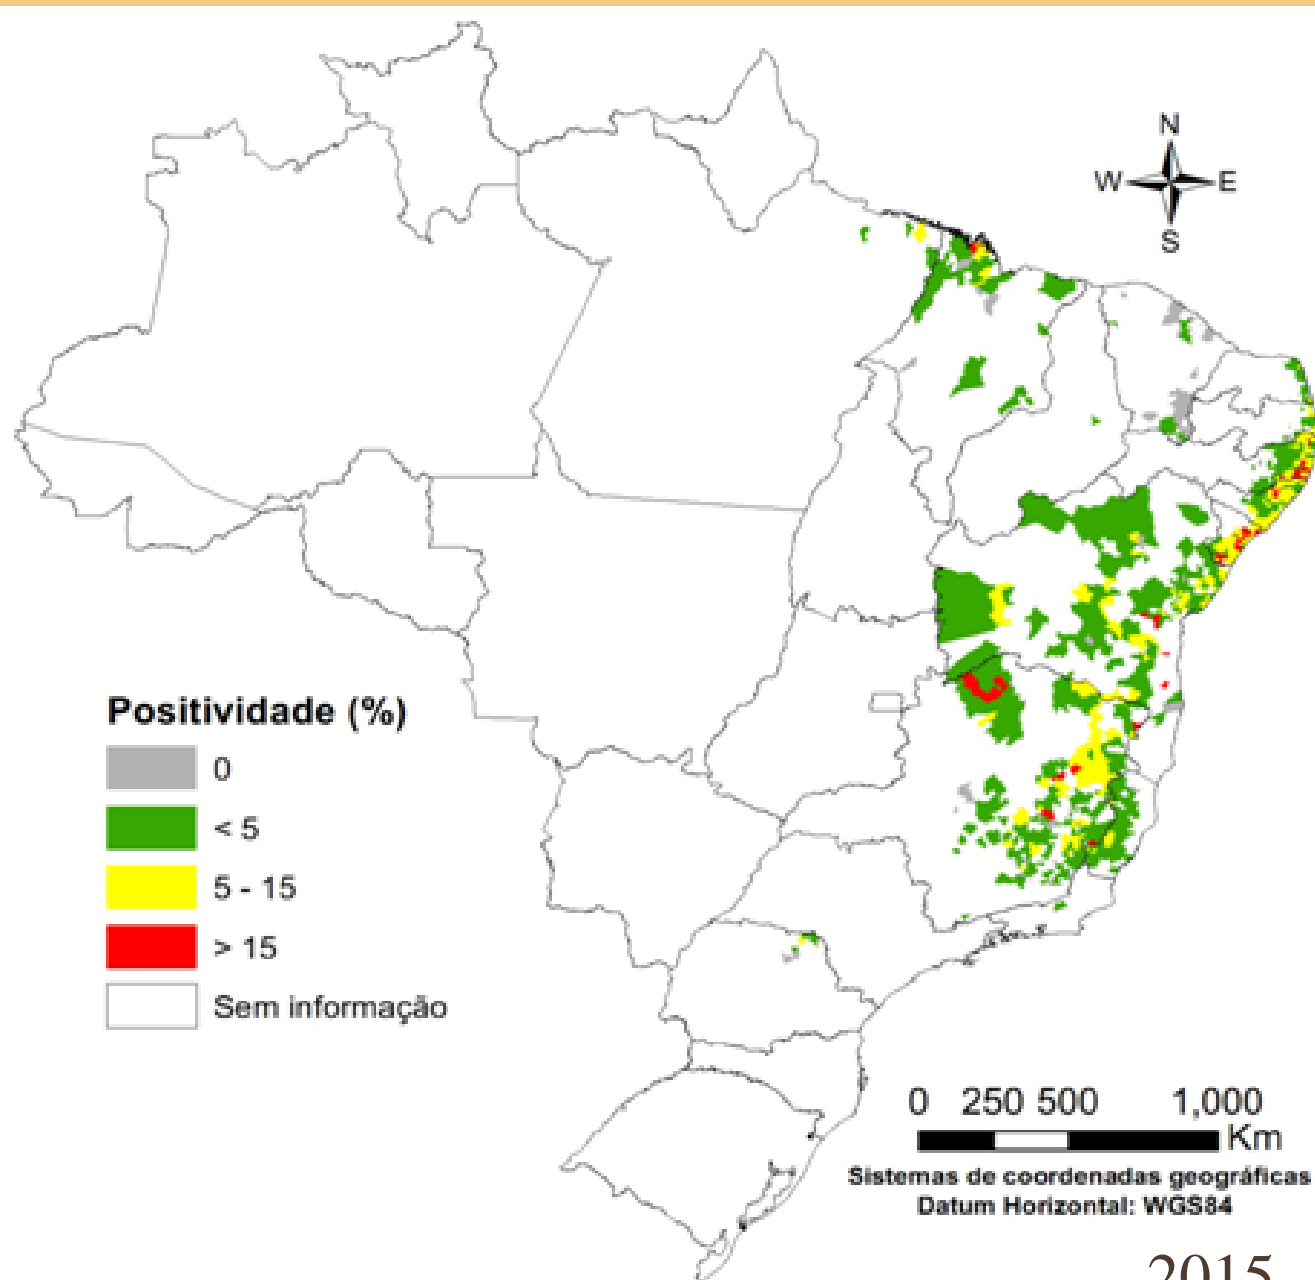 N
W E
S
Positividade (%)
0
< 5
5 - 15
> 15
Sem informação
0 250 500 1,000
Km
Sistemas de coordenadas geográficas
Datum Horizontal: WGS84
2015